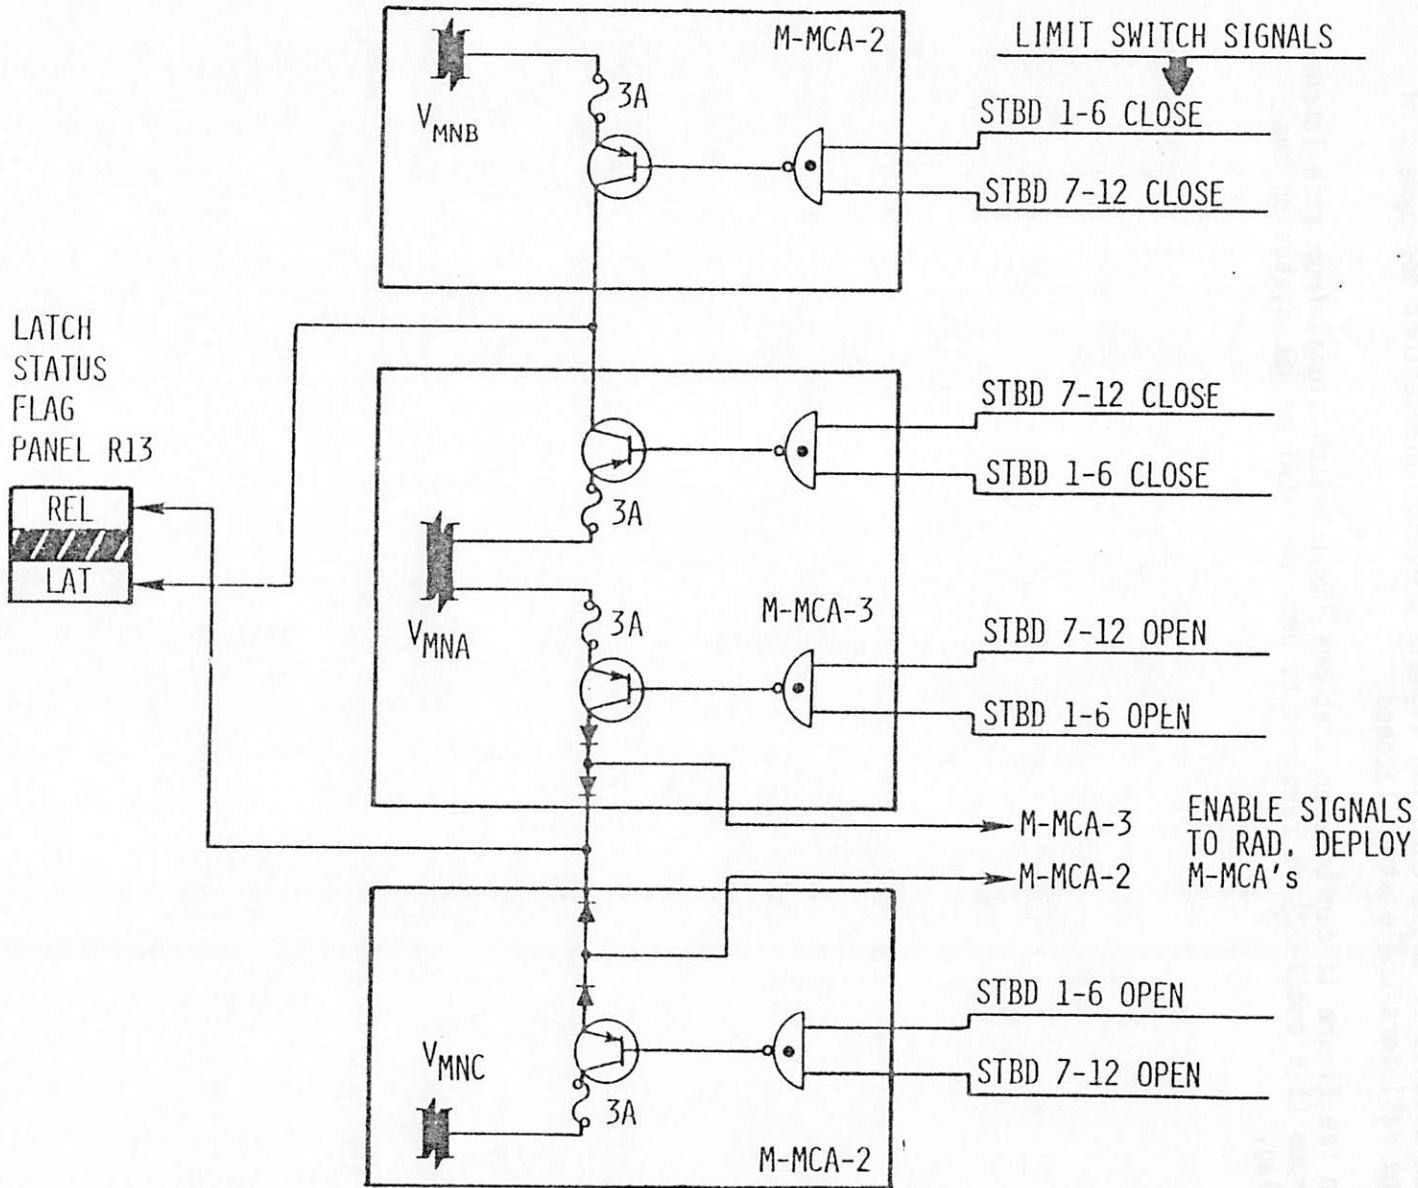 M-MCA-2
LIMIT SWITCH SIGNALS
V MNB
3A
STBD 1-6 CLOSE
STBD 7-12 CLOSE
LATCH
STATUS
FLAG
PANEL R13
REL
LAT
STBD 7-12 CLOSE
STBD 1-6 CLOSE
3A
V MNA
3A
M-MCA-3
STBD 7-12 OPEN
STBD 1-6 OPEN
M-MCA-3
M-MCA-2
ENABLE SIGNALS
TO RAD. DEPLOY
M-MCA's
STBD 1-6 OPEN
STBD 7-12 OPEN
V MNC
3A
M-MCA-2